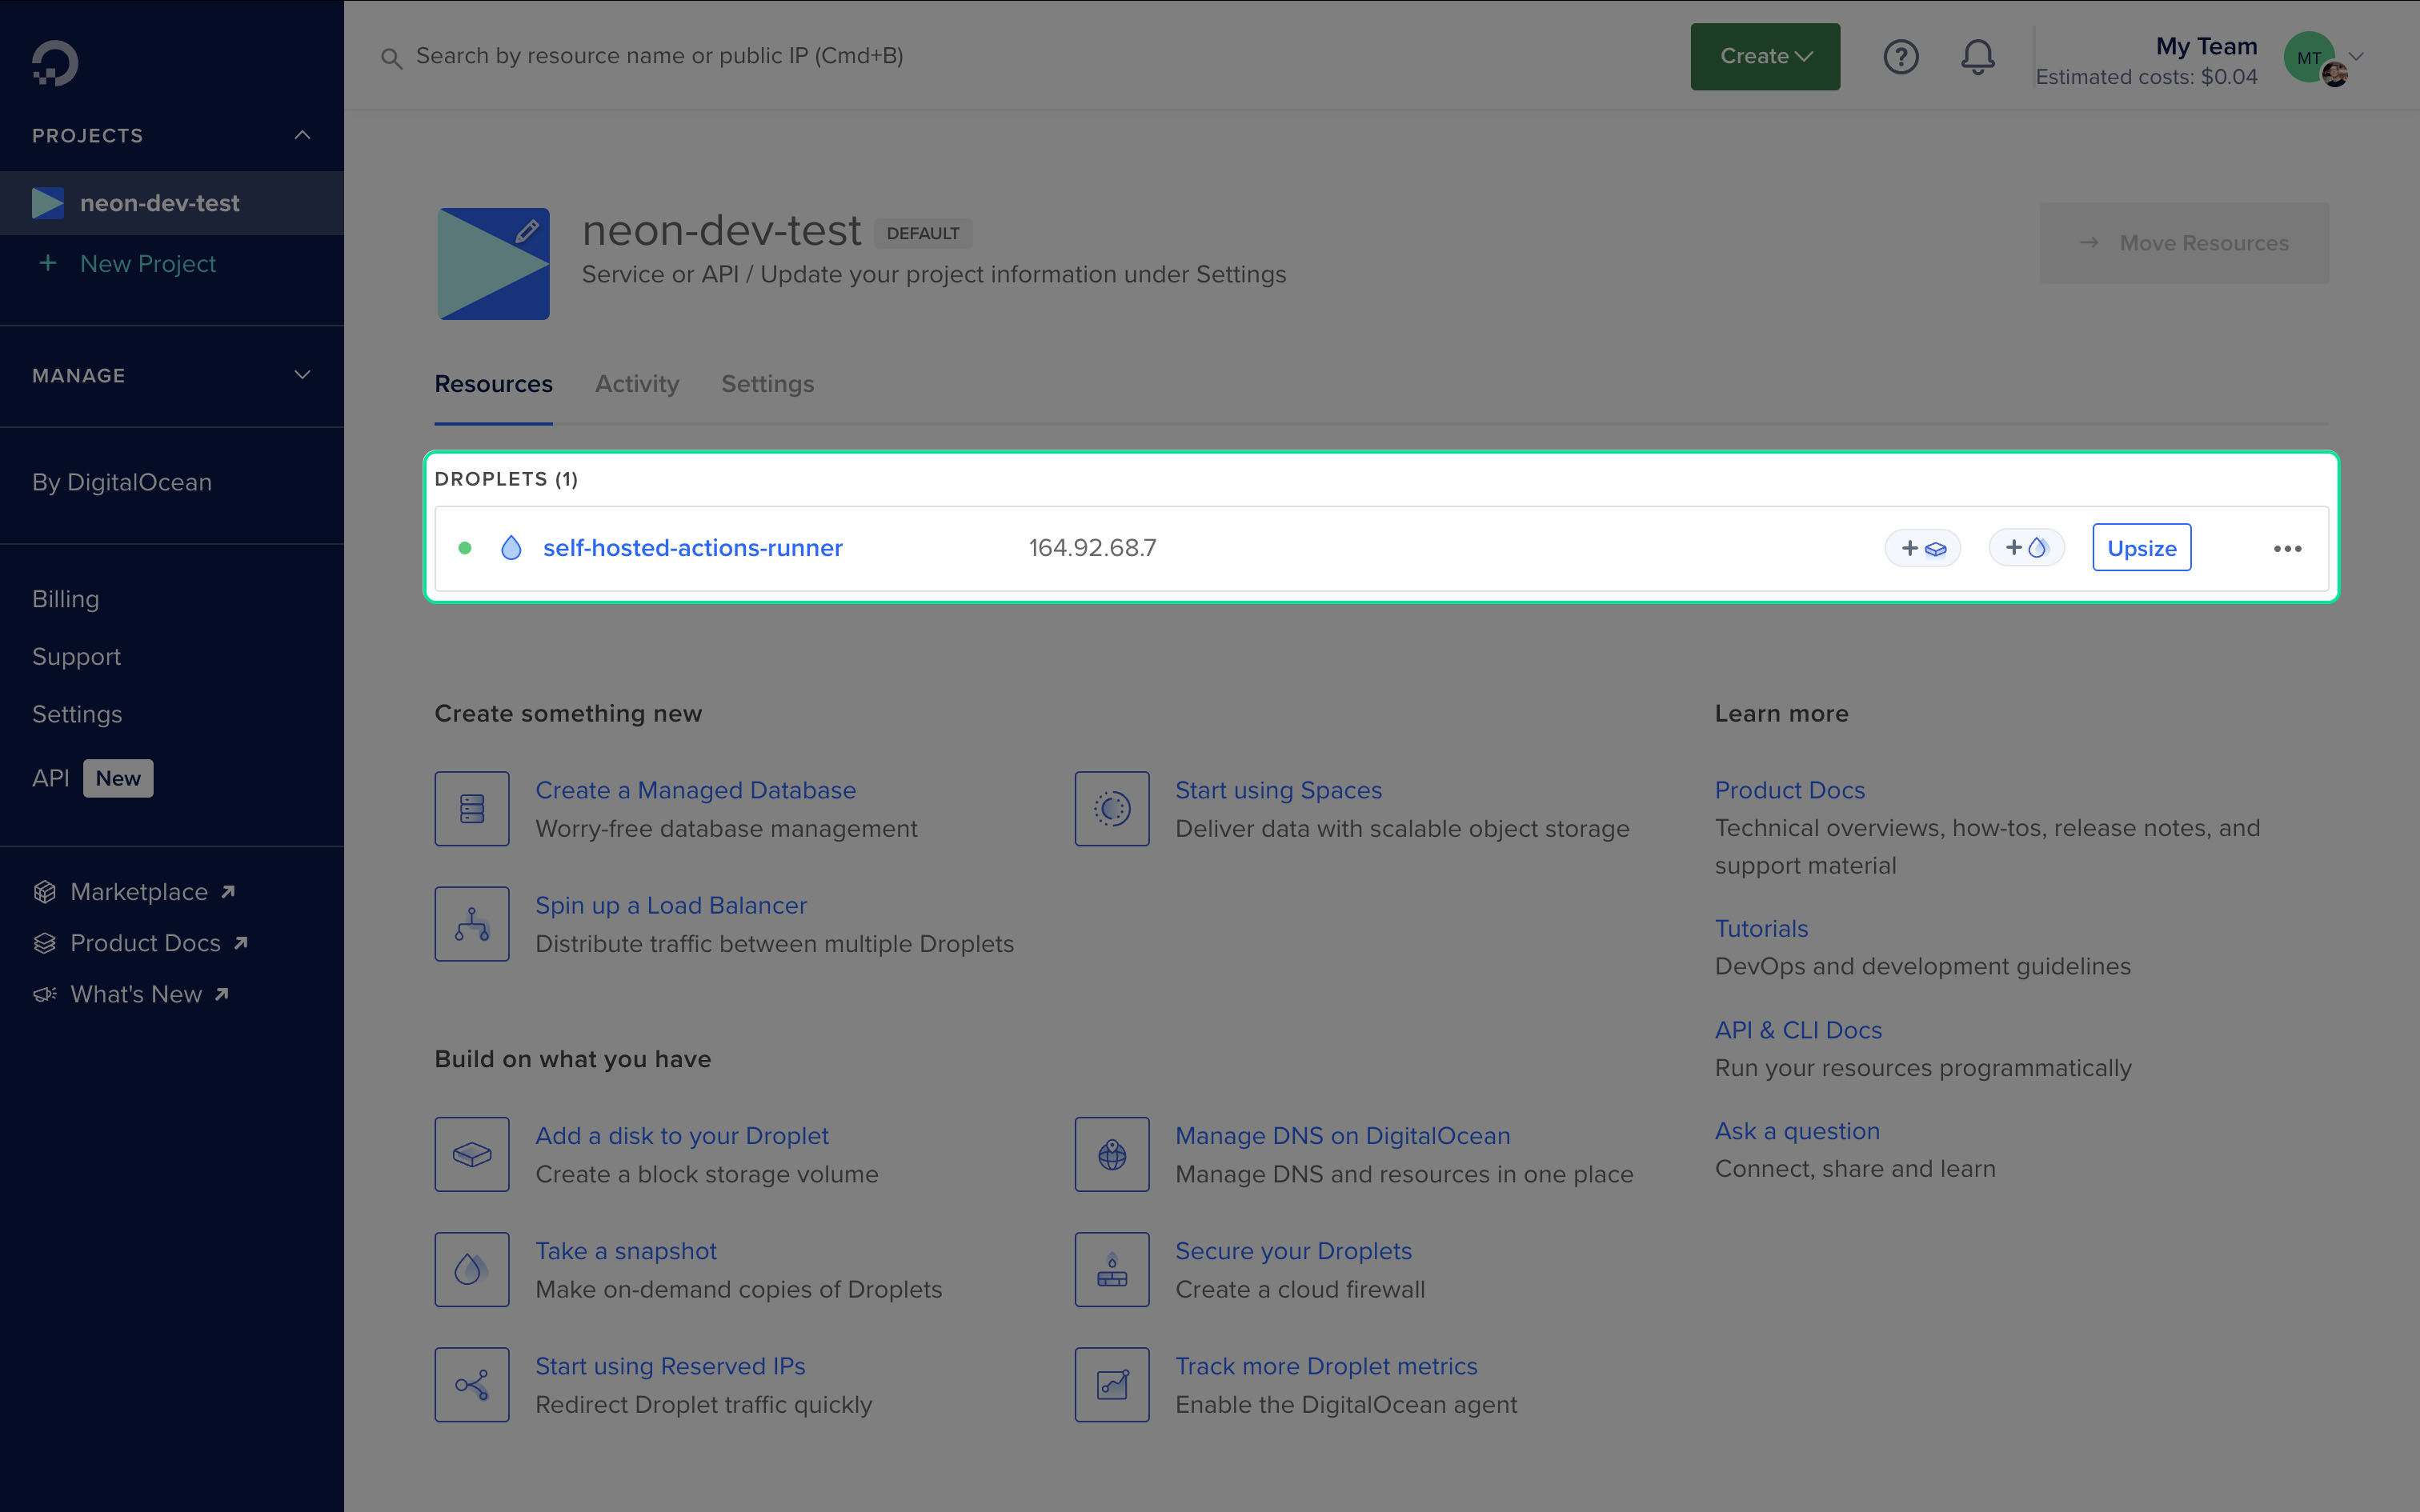 Search by resource name or public IP (Cmd+B)
Create
My Team
Estimated costs: $0.04
MT
PROJECTS
neon-dev-test
New Project
MANAGE
By DigitalOcean
Billing
Support
Settings
API New
Marketplace
Product Docs
What's New
neon-dev-test DEFAULT
Service or API / Update your project information under Settings
Move Resources
Resources Activity Settings
DROPLETS (1)
self-hosted-actions-runner 164.92.68.7 Upsize
Create something new
Create a Managed Database
Worry-free database management
Start using Spaces
Deliver data with scalable object storage
Spin up a Load Balancer
Distribute traffic between multiple Droplets
Build on what you have
Add a disk to your Droplet
Create a block storage volume
Manage DNS on DigitalOcean
Manage DNS and resources in one place
Take a snapshot
Make on-demand copies of Droplets
Secure your Droplets
Create a cloud firewall
Start using Reserved IPs
Redirect Droplet traffic quickly
Track more Droplet metrics
Enable the DigitalOcean agent
Learn more
Product Docs
Technical overviews, how-tos, release notes, and
support material
Tutorials
DevOps and development guidelines
API & CLI Docs
Run your resources programmatically
Ask a question
Connect, share and learn